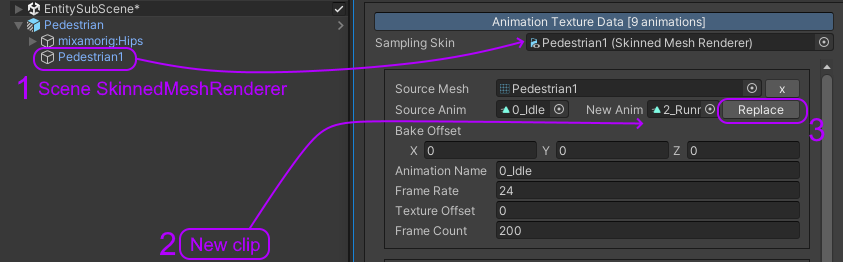 EntitySubScene*
Pedestrian
mixamorig:Hips
Pedestrian1
1 Scene SkinnedMeshRenderer
2 New clip
Animation Texture Data [9 animations]
Sampling Skin Pedestrian1 (Skinned Mesh Renderer)
Source Mesh Pedestrian1 x
Source Anim 0_Idle New Anim 2_Runr Replace
3
Bake Offset
X 0 Y 0 Z 0
Animation Name 0_Idle
Frame Rate 24
Texture Offset 0
Frame Count 200